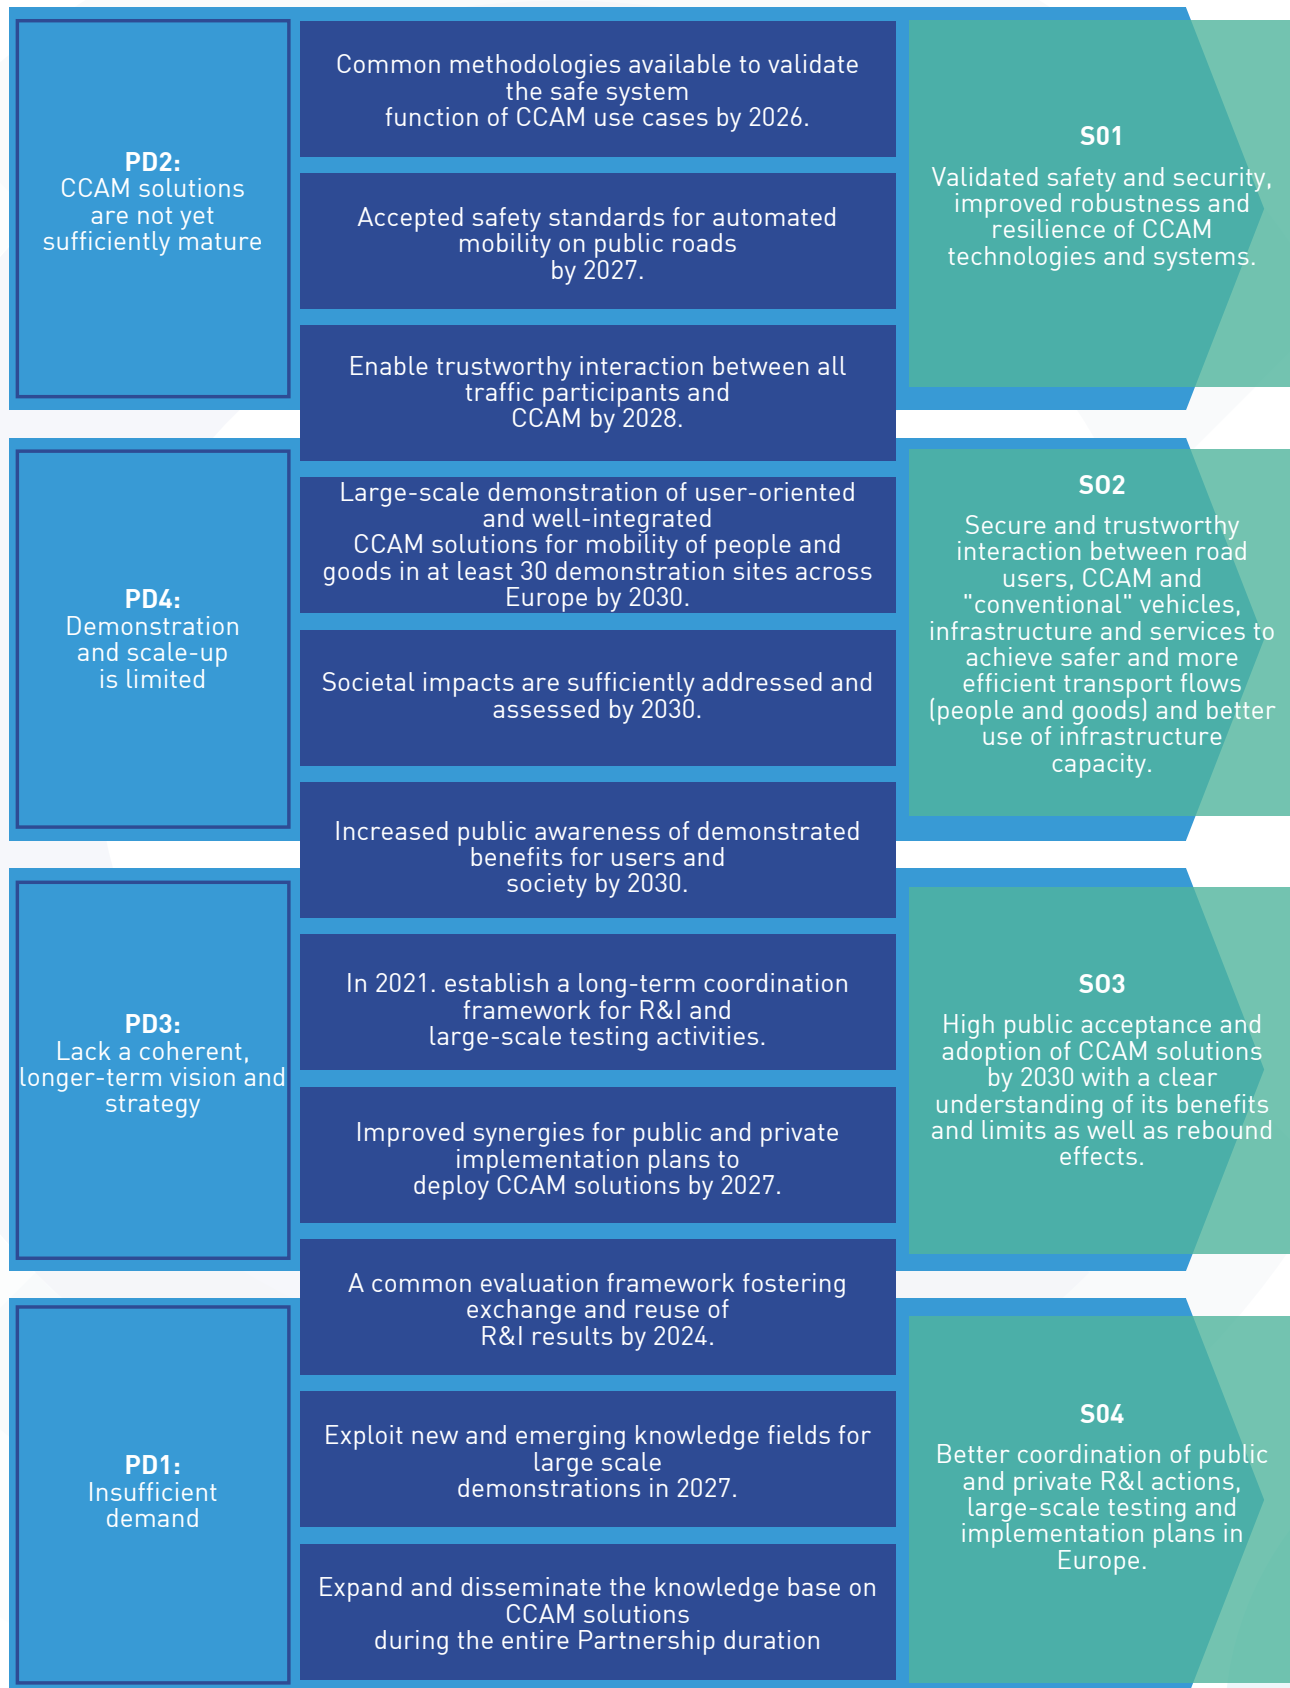 PD2:
CCAM solutions
are not yet
sufficiently mature
Common methodologies available to validate
the safe system
function of CCAM use cases by 2026.
Accepted safety standards for automated
mobility on public roads
by 2027.
Enable trustworthy interaction between all
traffic participants and
CCAM by 2028.
S01
Validated safety and security,
improved robustness and
resilience of CCAM
technologies and systems.
PD4:
Demonstration
and scale-up
is limited
Large-scale demonstration of user-oriented
and well-integrated
CCAM solutions for mobility of people and
goods in at least 30 demonstration sites across
Europe by 2030.
Societal impacts are sufficiently addressed and
assessed by 2030.
Increased public awareness of demonstrated
benefits for users and
society by 2030.
SO2
Secure and trustworthy
interaction between road
users, CCAM and
"conventional" vehicles,
infrastructure and services to
achieve safer and more
efficient transport flows
(people and goods) and better
use of infrastructure
capacity.
PD3:
Lack a coherent,
longer-term vision and
strategy
In 2021. establish a long-term coordination
framework for R&I and
large-scale testing activities.
Improved synergies for public and private
implementation plans to
deploy CCAM solutions by 2027.
A common evaluation framework fostering
exchange and reuse of
R&I results by 2024.
SO3
High public acceptance and
adoption of CCAM solutions
by 2030 with a clear
understanding of its benefits
and limits as well as rebound
effects.
PD1:
Insufficient
demand
Exploit new and emerging knowledge fields for
large scale
demonstrations in 2027.
Expand and disseminate the knowledge base on
CCAM solutions
during the entire Partnership duration
S04
Better coordination of public
and private R&l actions,
large-scale testing and
implementation plans in
Europe.